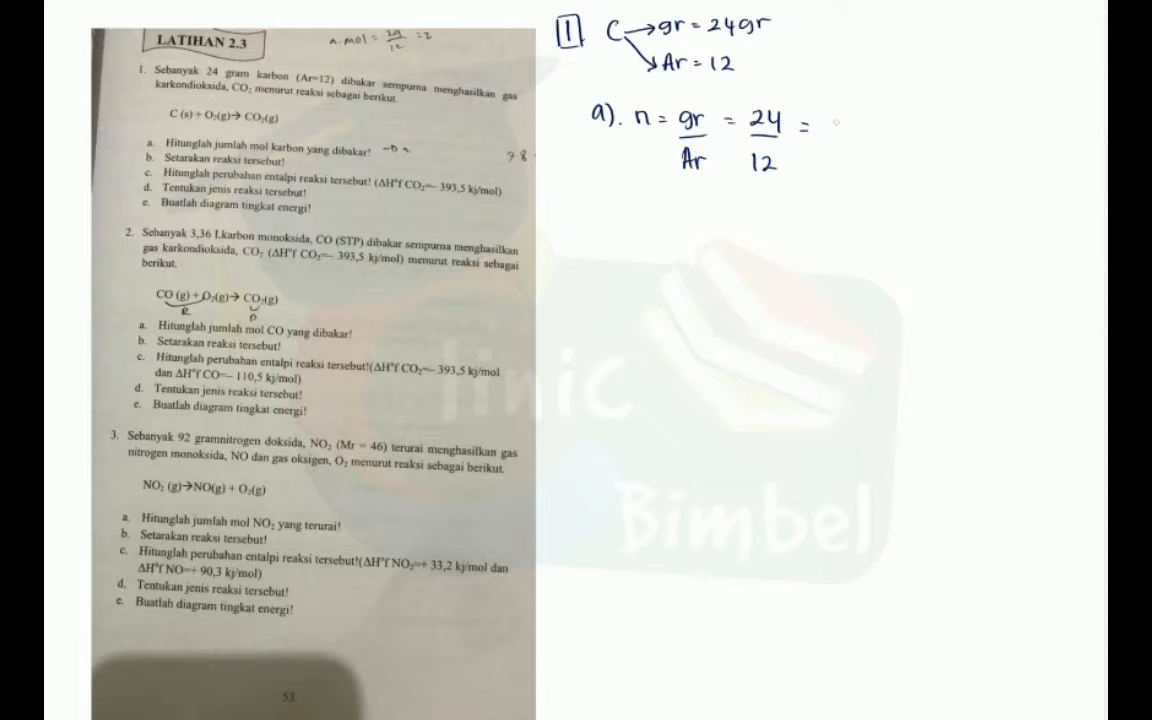 LATIHAN 2.3
n. mol = 24/12 = 2
1. Sebanyak 24 gram karbon (Ar=12) dibakar sempurna menghasilkan gas
karkondioksida, CO₂ menurut reaksi sebagai berikut.
C (s) + O₂(g)→ CO₂(g)
a. Hitunglah jumlah mol karbon yang dibakar!
b. Setarakan reaksi tersebut!
c. Hitunglah perubahan entalpi reaksi tersebut! (ΔH°f CO₂=− 393,5 kj/mol)
d. Tentukan jenis reaksi tersebut!
e. Buatlah diagram tingkat energi!
78
2. Sebanyak 3,36 Lkarbon monoksida, CO (STP) dibakar sempurna menghasilkan
gas karkondioksida, CO₂ (ΔH°f CO₂=− 393,5 kj/mol) menurut reaksi sebagai
berikut.
CO (g) + O₂(g)→ CO₂(g)
R P
a. Hitunglah jumlah mol CO yang dibakar!
b. Setarakan reaksi tersebut!
c. Hitunglah perubahan entalpi reaksi tersebut!(ΔH°f CO₂=− 393,5 kj/mol
dan ΔH°f CO=− 110,5 kj/mol)
d. Tentukan jenis reaksi tersebut!
e. Buatlah diagram tingkat energi!
3. Sebanyak 92 gramnitrogen doksida, NO₂ (Mr = 46) terurai menghasilkan gas
nitrogen monoksida, NO dan gas oksigen, O₂ menurut reaksi sebagai berikut.
NO₂ (g)→NO(g) + O₂(g)
a. Hitunglah jumlah mol NO₂ yang terurai!
b. Setarakan reaksi tersebut!
c. Hitunglah perubahan entalpi reaksi tersebut!(ΔH°f NO₂=+ 33,2 kj/mol dan
ΔH°f NO=+ 90,3 kj/mol)
d. Tentukan jenis reaksi tersebut!
e. Buatlah diagram tingkat energi!
53
1 C → gr = 24gr
↘ Ar = 12
a). n = gr/Ar = 24/12 =
linic
Bimbel